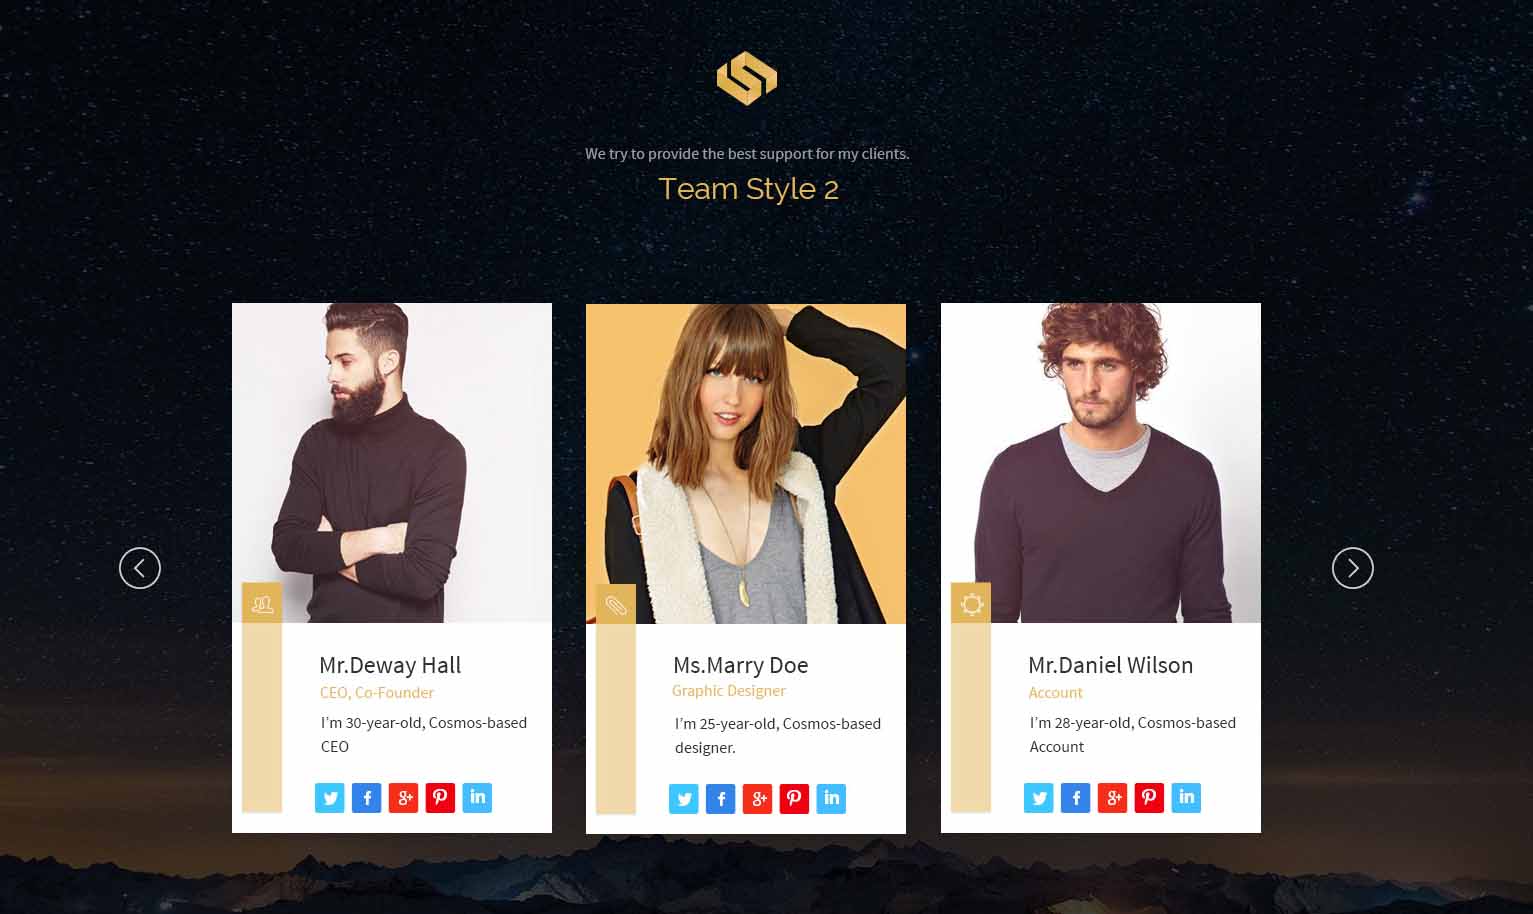 We try to provide the best support for my clients.
Team Style 2
Mr.Deway Hall
CEO, Co-Founder
I'm 30-year-old, Cosmos-based
CEO
Ms.Marry Doe
Graphic Designer
I'm 25-year-old, Cosmos-based
designer.
Mr.Daniel Wilson
Account
I'm 28-year-old, Cosmos-based
Account